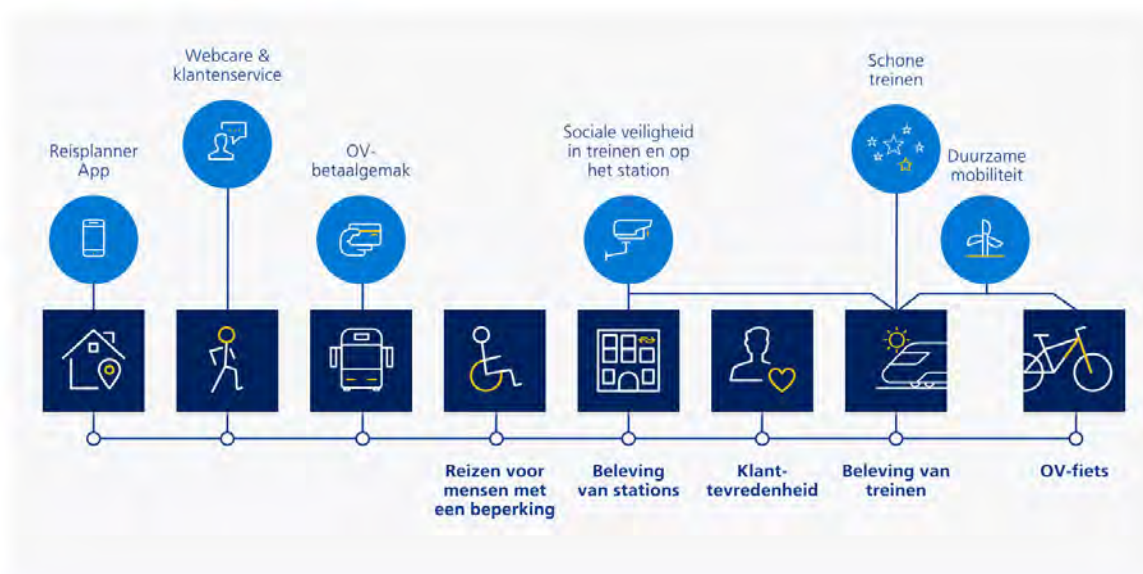 Webcare &
klantenservice
Schone
treinen
Reisplanner
App
OV-
betaalgemak
Sociale veiligheid
in treinen en op
het station
Duurzame
mobiliteit
Reizen voor
mensen met
een beperking
Beleving
van stations
Klant-
tevredenheid
Beleving van
treinen
OV-fiets